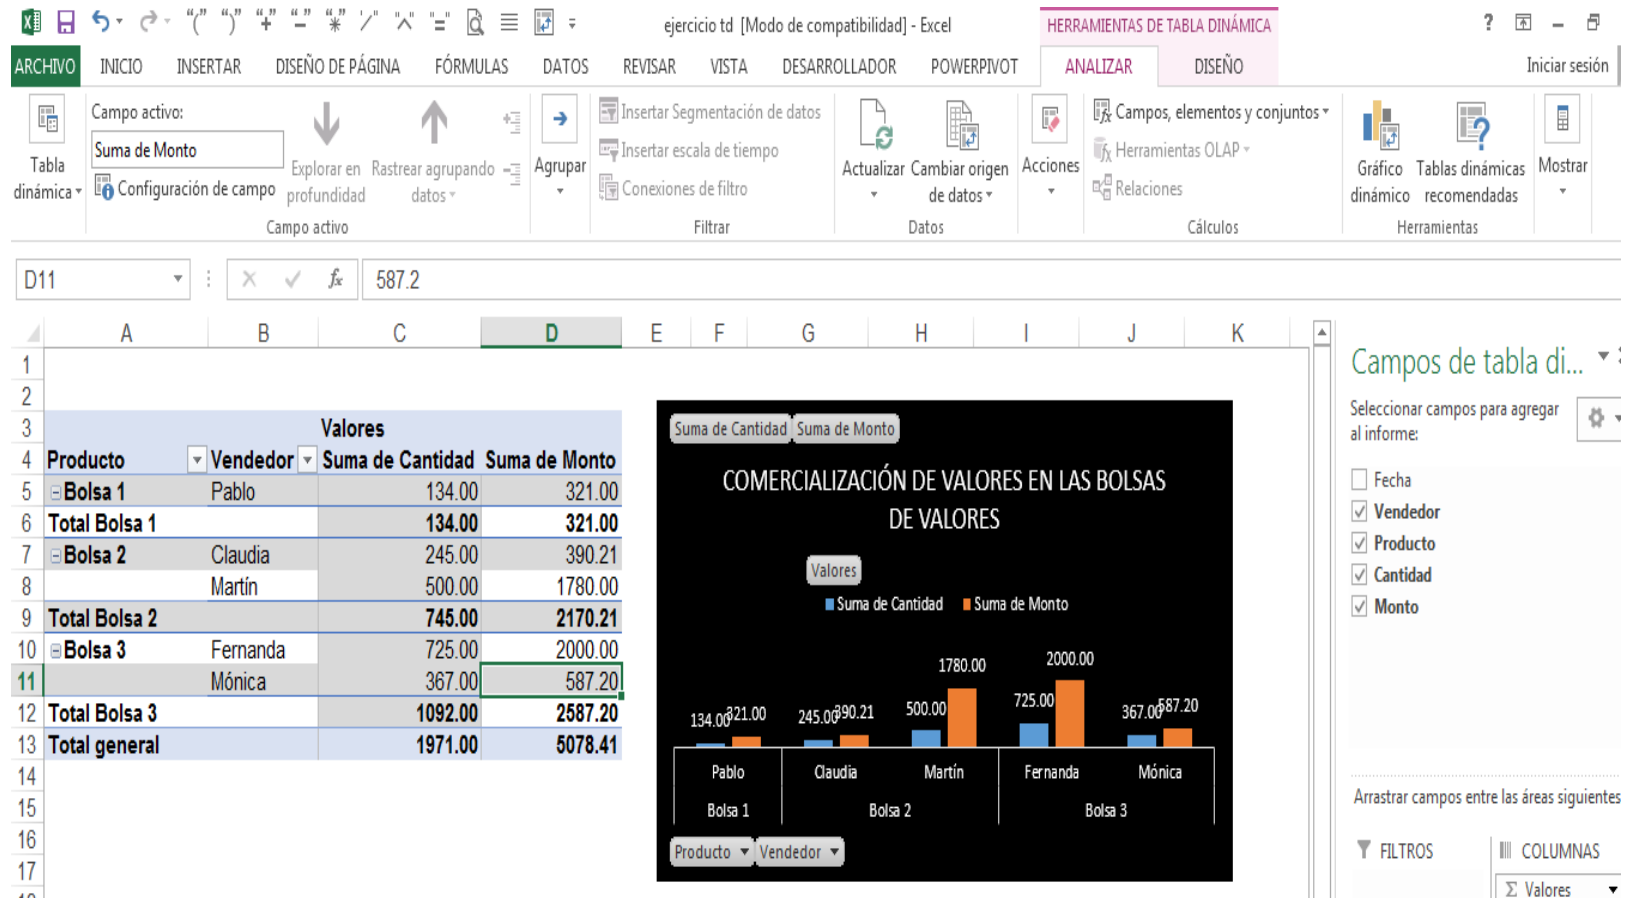 “(” “)” “+” “–” “*” “/” “^” “=”
ejercicio td [Modo de compatibilidad] - Excel
HERRAMIENTAS DE TABLA DINÁMICA
?
ARCHIVO INICIO INSERTAR DISEÑO DE PÁGINA FÓRMULAS DATOS REVISAR VISTA DESARROLLADOR POWERPIVOT ANALIZAR DISEÑO Iniciar sesión
Tabla
dinámica
Campo activo:
Suma de Monto
Configuración de campo
Explorar en
profundidad
Rastrear agrupando
datos
Campo activo
Agrupar
Insertar Segmentación de datos
Insertar escala de tiempo
Conexiones de filtro
Filtrar
Actualizar
Cambiar origen
de datos
Datos
Acciones
Campos, elementos y conjuntos
Herramientas OLAP
Relaciones
Cálculos
Gráfico
dinámico
Tablas dinámicas
recomendadas
Herramientas
Mostrar
D11 fx 587.2
A B C D E F G H I J K
1
2
3 Valores
4 Producto Vendedor Suma de Cantidad Suma de Monto
5 Bolsa 1 Pablo 134.00 321.00
6 Total Bolsa 1 134.00 321.00
7 Bolsa 2 Claudia 245.00 390.21
8 Martín 500.00 1780.00
9 Total Bolsa 2 745.00 2170.21
10 Bolsa 3 Fernanda 725.00 2000.00
11 Mónica 367.00 587.20
12 Total Bolsa 3 1092.00 2587.20
13 Total general 1971.00 5078.41
14
15
16
17
Suma de Cantidad Suma de Monto
COMERCIALIZACIÓN DE VALORES EN LAS BOLSAS
DE VALORES
Valores
Suma de Cantidad Suma de Monto
134.00 321.00 245.00 390.21 500.00 1780.00 725.00 2000.00 367.00 587.20
Pablo Claudia Martín Fernanda Mónica
Bolsa 1 Bolsa 2 Bolsa 3
Producto Vendedor
Campos de tabla di...
Seleccionar campos para agregar
al informe:
Fecha
Vendedor
Producto
Cantidad
Monto
Arrastrar campos entre las áreas siguientes
FILTROS COLUMNAS
Σ Valores